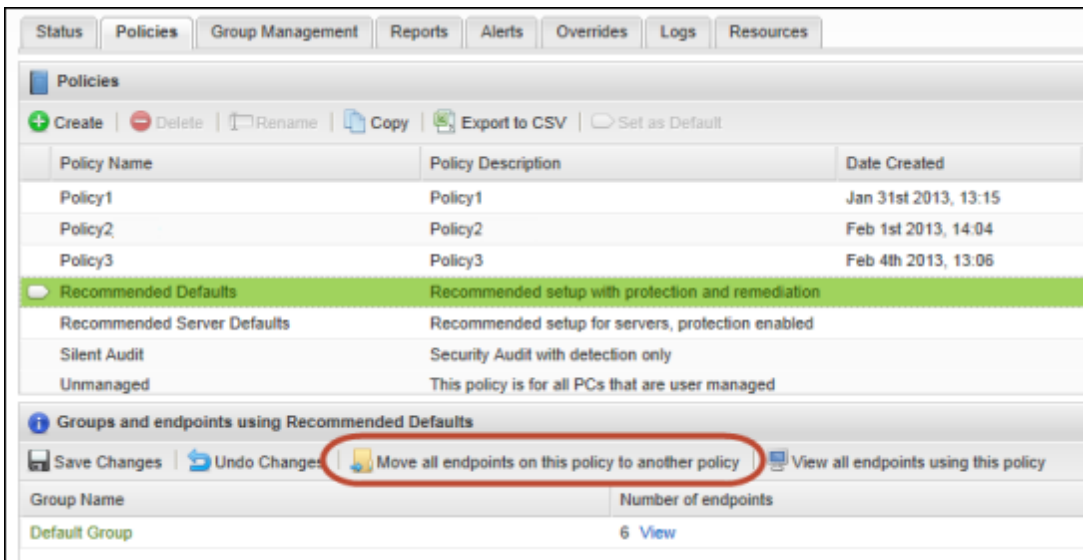 Status Policies Group Management Reports Alerts Overrides Logs Resources
Policies
Create Delete Rename Copy Export to CSV Set as Default
Policy Name Policy Description Date Created
Policy1 Policy1 Jan 31st 2013, 13:15
Policy2 Policy2 Feb 1st 2013, 14:04
Policy3 Policy3 Feb 4th 2013, 13:06
Recommended Defaults Recommended setup with protection and remediation
Recommended Server Defaults Recommended setup for servers, protection enabled
Silent Audit Security Audit with detection only
Unmanaged This policy is for all PCs that are user managed
Groups and endpoints using Recommended Defaults
Save Changes Undo Changes Move all endpoints on this policy to another policy View all endpoints using this policy
Group Name Number of endpoints
Default Group 6 View